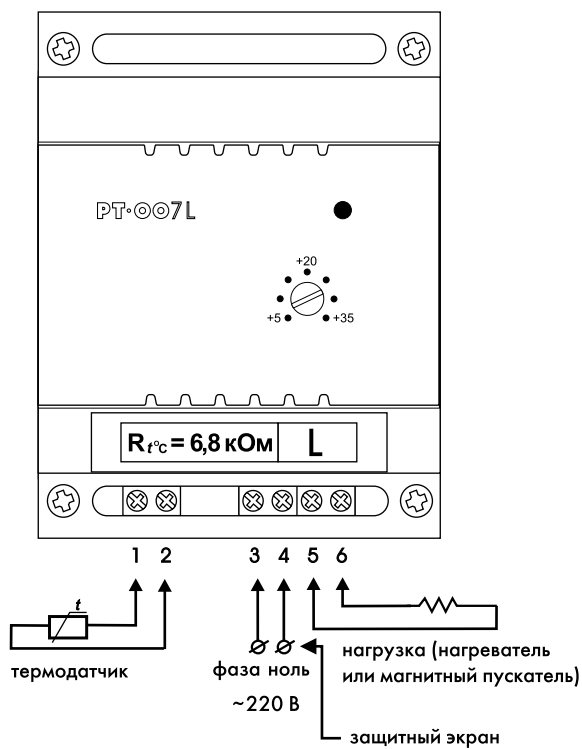 РТ·007L
+20
+5
+35
R t°C = 6,8 кОм
L
1 2 3 4 5 6
t
термодатчик
фаза ноль
~220 В
нагрузка (нагреватель
или магнитный пускатель)
защитный экран